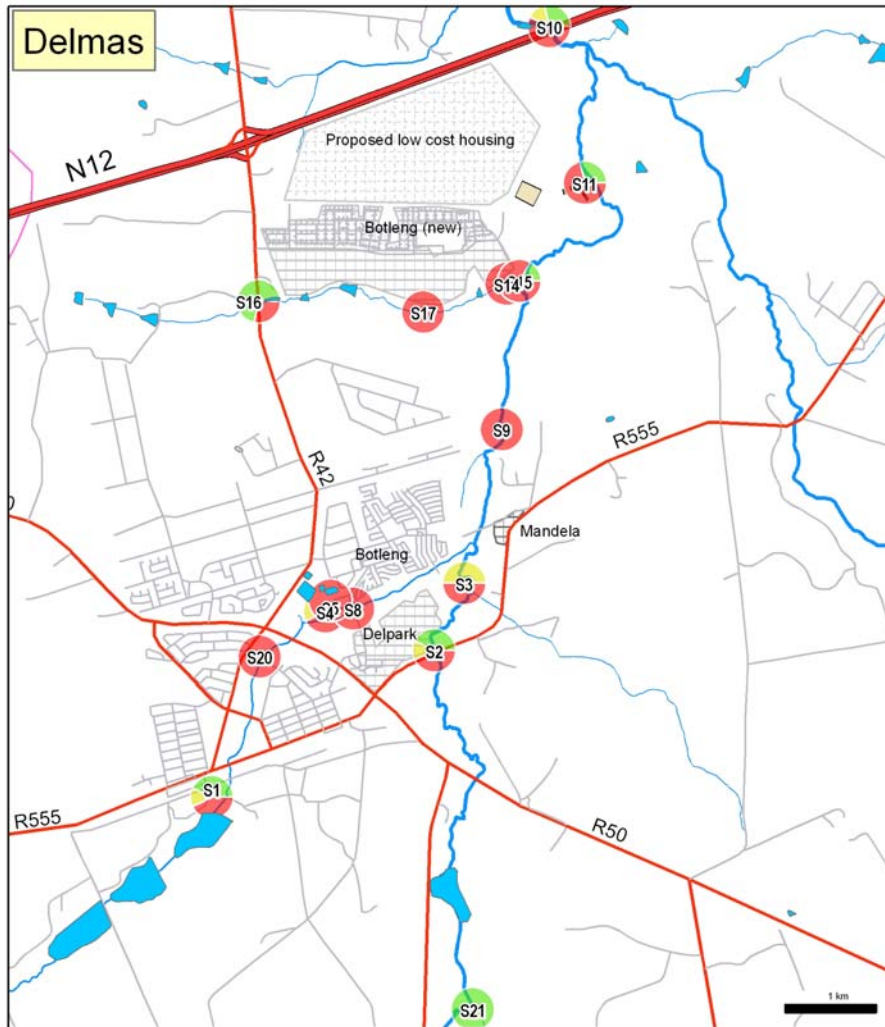 Delmas
S10
Proposed low cost housing
N12
S11
Botleng (new)
S14
S16
S17
S9
R555
R42
Mandela
Botleng
S3
S4
S8
Delpark
S2
S20
S1
R555
R50
1 km
S21